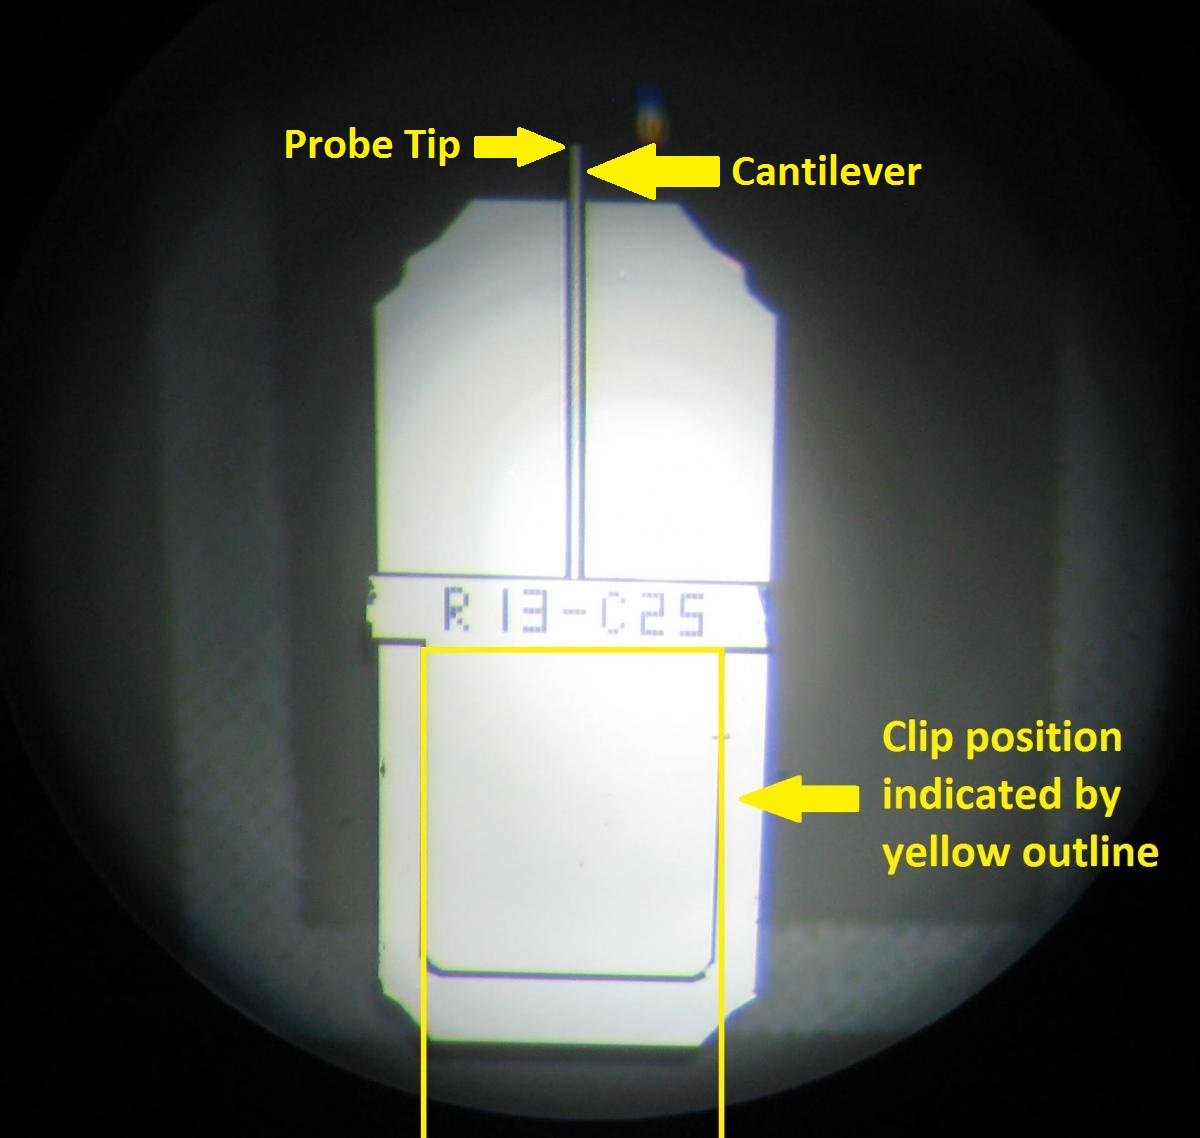 Probe Tip
Cantilever
R13-C25
Clip position
indicated by
yellow outline